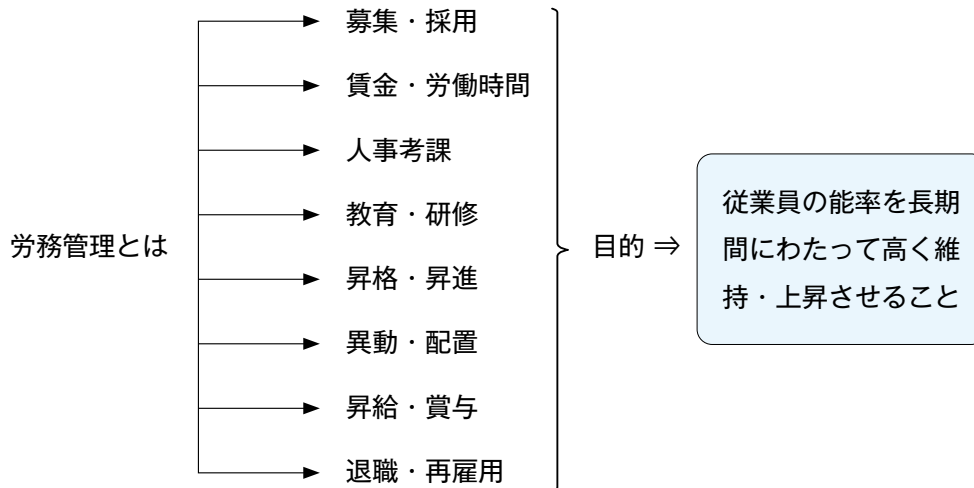 労務管理とは
募集・採用
賃金・労働時間
人事考課
教育・研修
昇格・昇進
異動・配置
昇給・賞与
退職・再雇用
目的 ⇒
従業員の能率を長期
間にわたって高く維
持・上昇させること